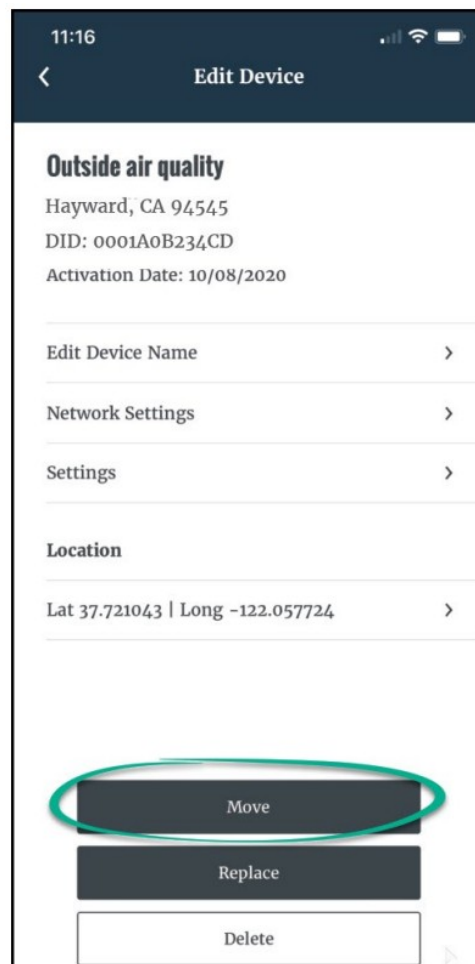 11:16
Edit Device
Outside air quality
Hayward, CA 94545
DID: 0001A0B234CD
Activation Date: 10/08/2020
Edit Device Name
Network Settings
Settings
Location
Lat 37.721043 | Long -122.057724
Move
Replace
Delete